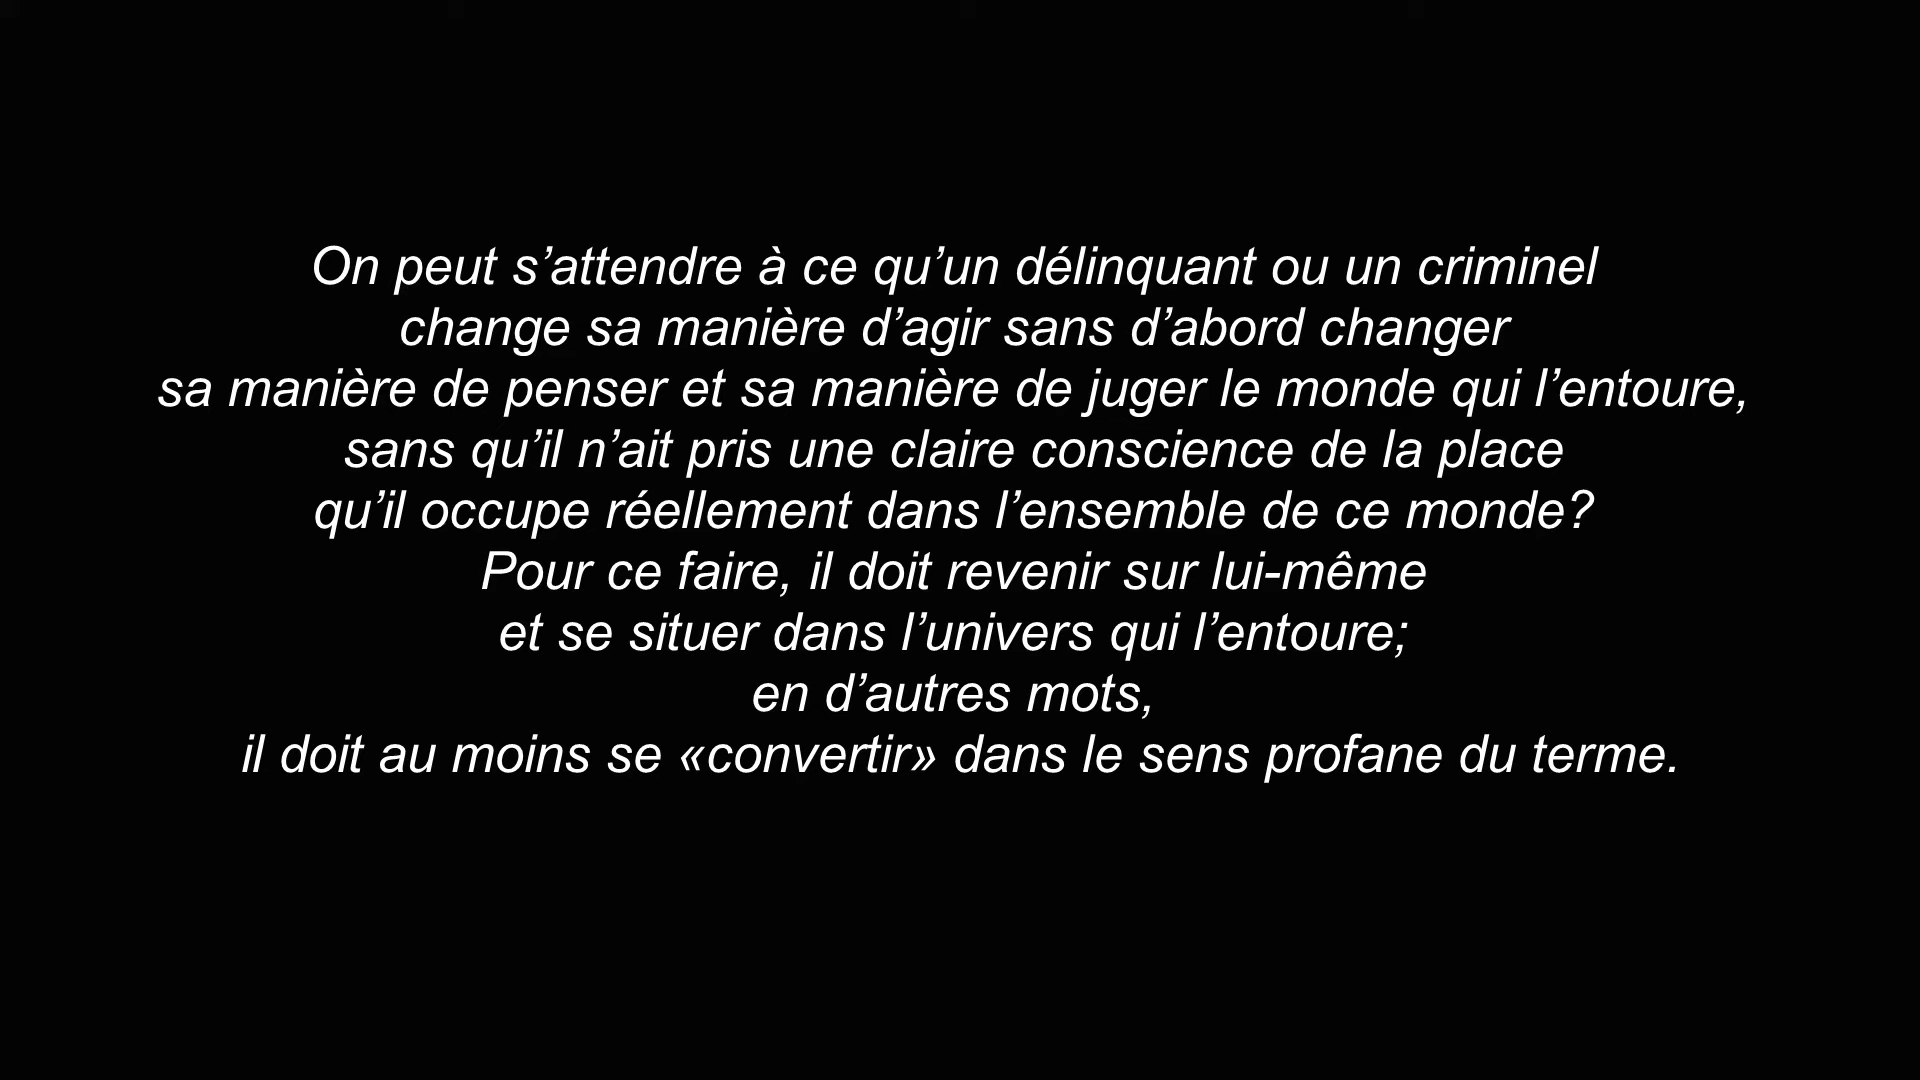 On peut s’attendre à ce qu’un délinquant ou un criminel
change sa manière d’agir sans d’abord changer
sa manière de penser et sa manière de juger le monde qui l’entoure,
sans qu’il n’ait pris une claire conscience de la place
qu’il occupe réellement dans l’ensemble de ce monde?
Pour ce faire, il doit revenir sur lui-même
et se situer dans l’univers qui l’entoure;
en d’autres mots,
il doit au moins se «convertir» dans le sens profane du terme.